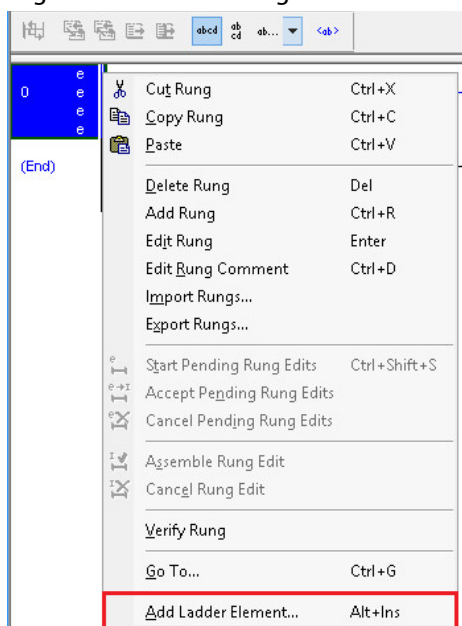 abcd ab cd ab... <ab>
0 e
e
e
e
(End)
Cut Rung Ctrl+X
Copy Rung Ctrl+C
Paste Ctrl+V
Delete Rung Del
Add Rung Ctrl+R
Edit Rung Enter
Edit Rung Comment Ctrl+D
Import Rungs...
Export Rungs...
e Start Pending Rung Edits Ctrl+Shift+S
e→I Accept Pending Rung Edits
e Cancel Pending Rung Edits
I Assemble Rung Edit
I Cancel Rung Edit
Verify Rung
Go To... Ctrl+G
Add Ladder Element... Alt+Ins